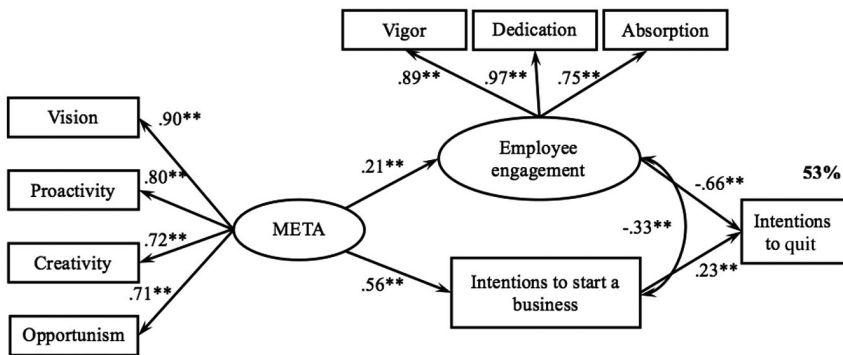 Vigor
Dedication
Absorption
.89**
.97**
.75**
Vision
.90**
Employee
engagement
53%
.21**
-.66**
Proactivity
.80**
META
-.33**
Intentions
to quit
Creativity
.72**
.56**
Intentions to start a
business
.23**
.71**
Opportunism